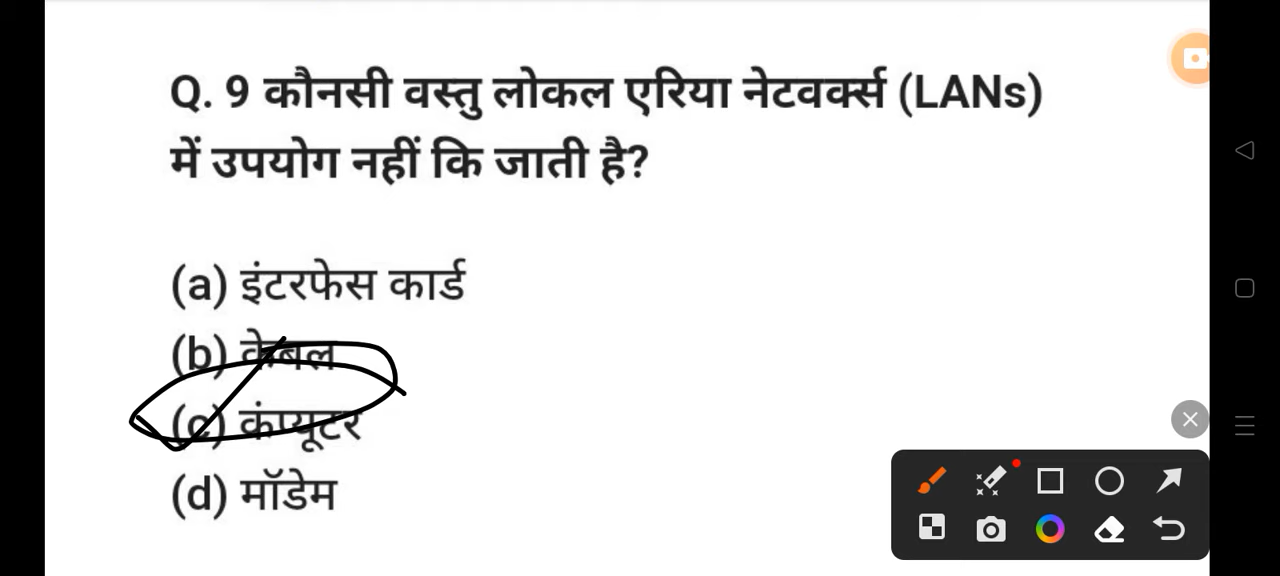 Q. 9 कौनसी वस्तु लोकल एरिया नेटवर्क्स (LANs)
में उपयोग नहीं कि जाती है?
(a) इंटरफेस कार्ड
(b) केबल
(c) कंप्यूटर
(d) मॉडेम